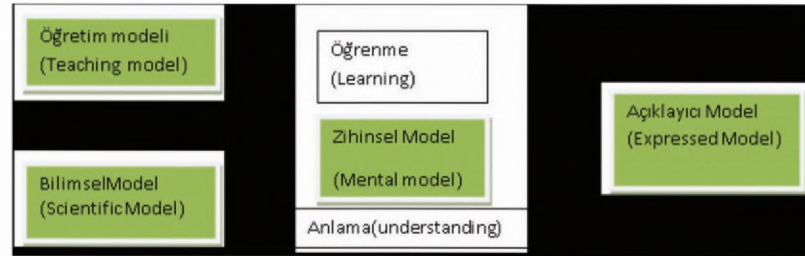 Öğretim modeli
(Teaching model)
BilimselModel
(ScientificModel)
Öğrenme
(Learning)
Zihinsel Model
(Mental model)
Anlama(understanding)
Açıklayıcı Model
(Expressed Model)